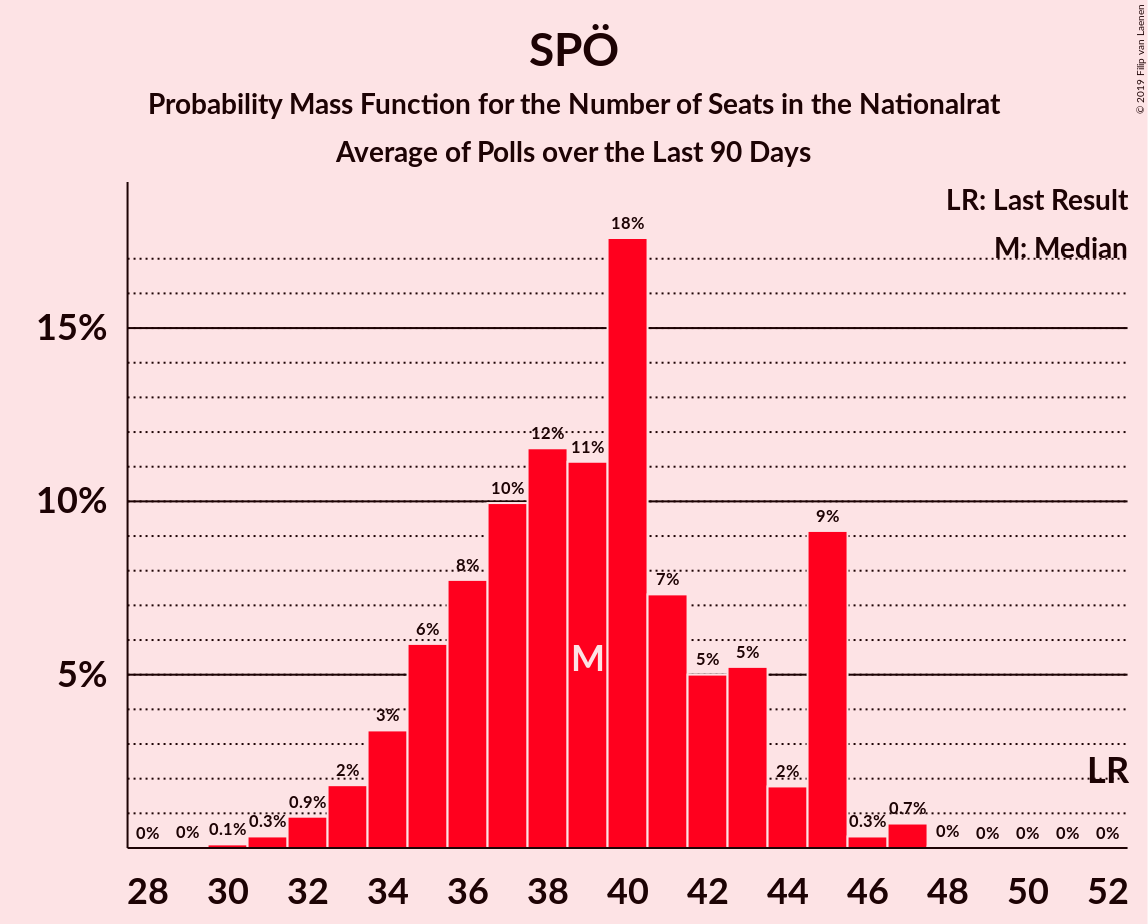 SPÖ
Probability Mass Function for the Number of Seats in the Nationalrat
Average of Polls over the Last 90 Days
© 2019 Filip van Laenen
LR: Last Result
M: Median
15%
10%
5%
0% 0% 0.1% 0.3% 0.9% 2% 3% 6% 8% 10% 12% 11% 18% 7% 5% 5% 2% 9% 0.3% 0.7% 0% 0% 0% 0% 0%
M
LR
28 30 32 34 36 38 40 42 44 46 48 50 52